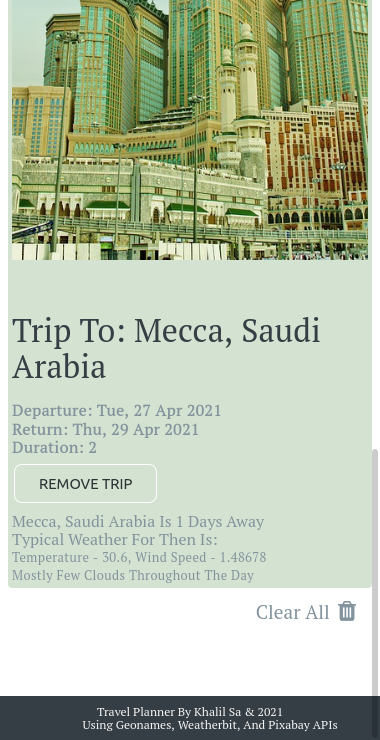 Trip To: Mecca, Saudi
Arabia
Departure: Tue, 27 Apr 2021
Return: Thu, 29 Apr 2021
Duration: 2
REMOVE TRIP
Mecca, Saudi Arabia Is 1 Days Away
Typical Weather For Then Is:
Temperature - 30.6, Wind Speed - 1.48678
Mostly Few Clouds Throughout The Day
Clear All
Travel Planner By Khalil Sa & 2021
Using Geonames, Weatherbit, And Pixabay APIs